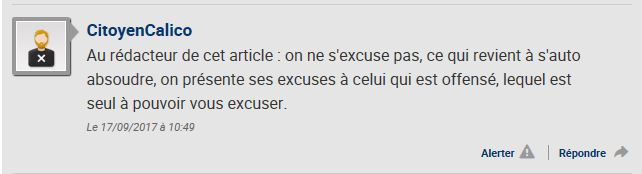 CitoyenCalico
Au rédacteur de cet article : on ne s'excuse pas, ce qui revient à s'auto
absoudre, on présente ses excuses à celui qui est offensé, lequel est
seul à pouvoir vous excuser.
Le 17/09/2017 à 10:49
Alerter | Répondre